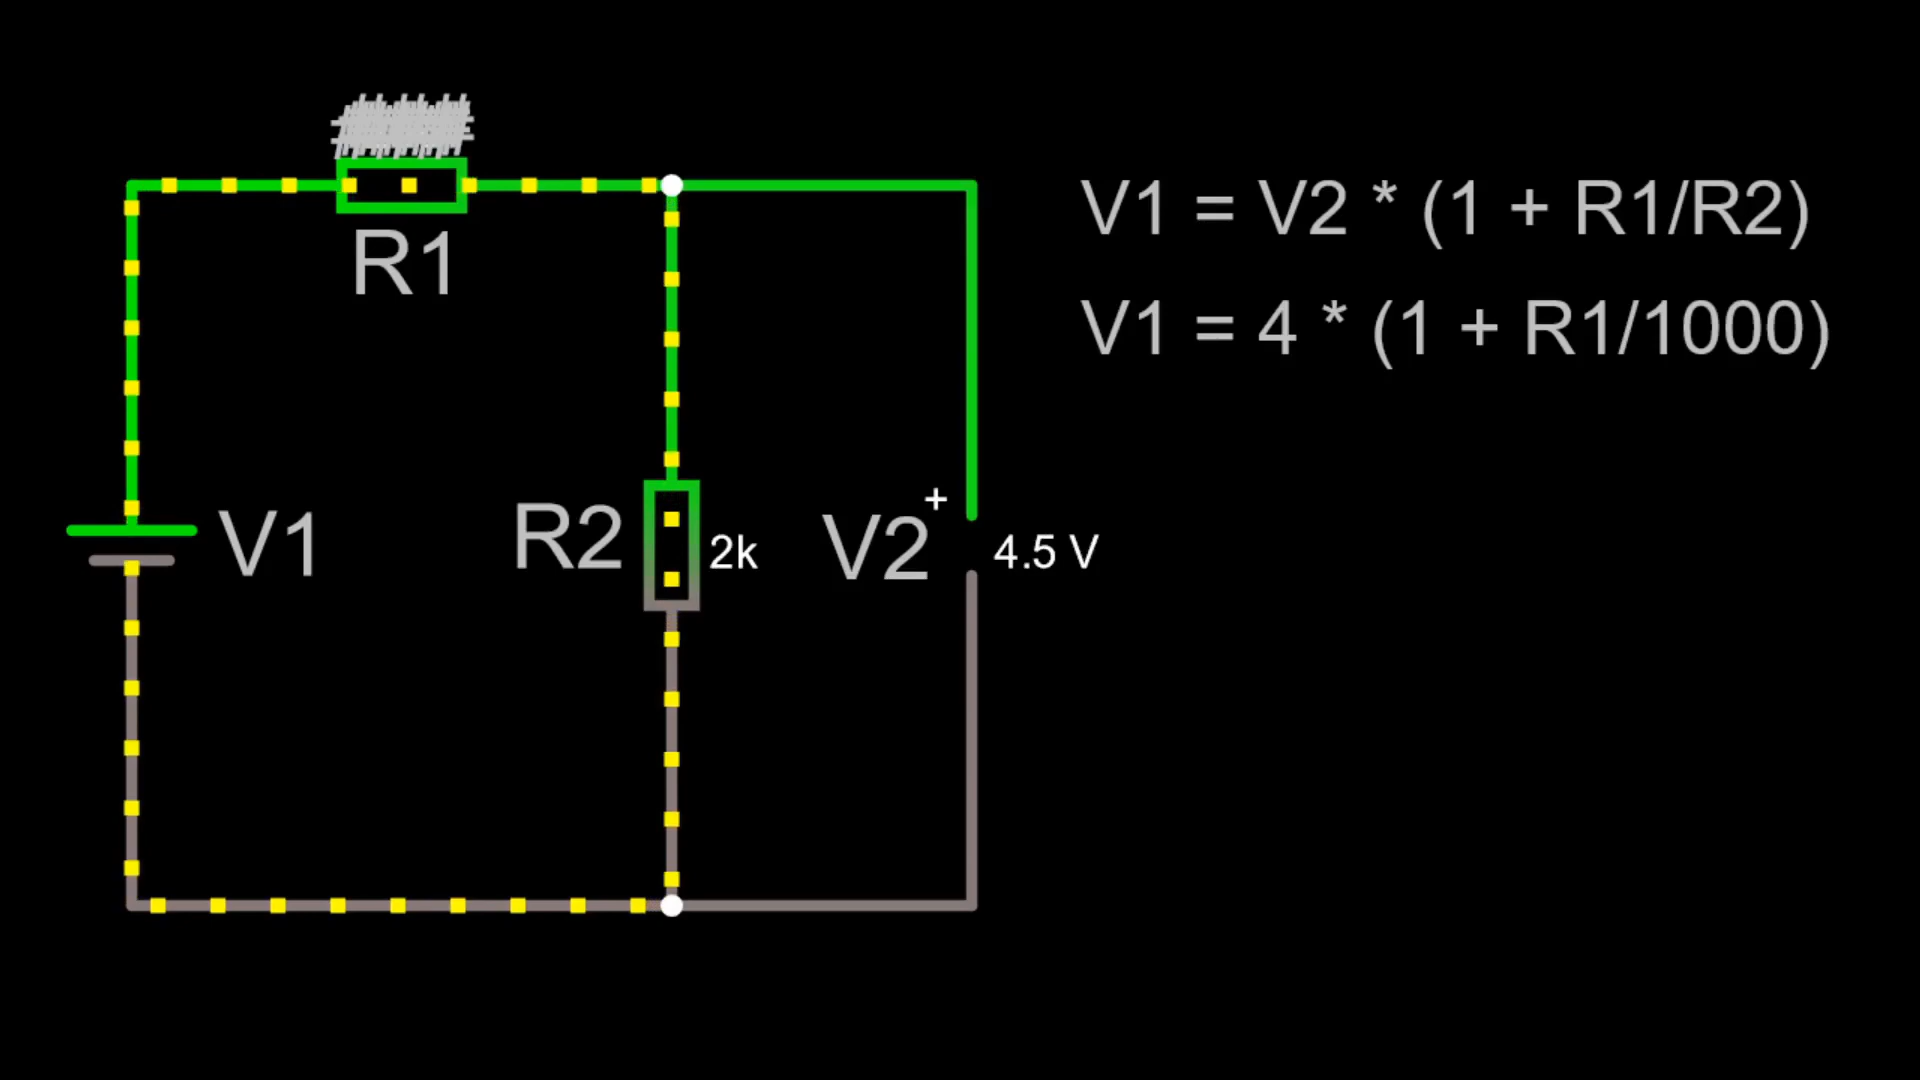 R1
V1 = V2 * (1 + R1/R2)
V1 = 4 * (1 + R1/1000)
V1
R2
2k
V2
+
4.5 V